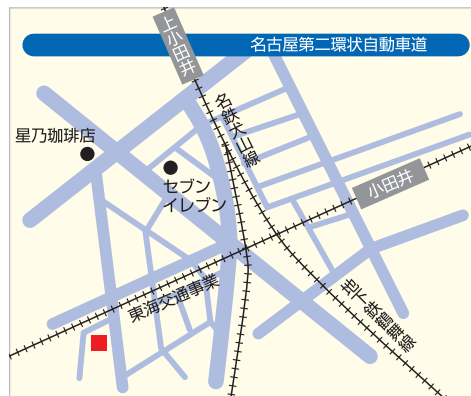 上小田井
名古屋第二環状自動車道
名鉄犬山線
星乃珈琲店
セブン
イレブン
小田井
東海交通事業
地下鉄鶴舞線